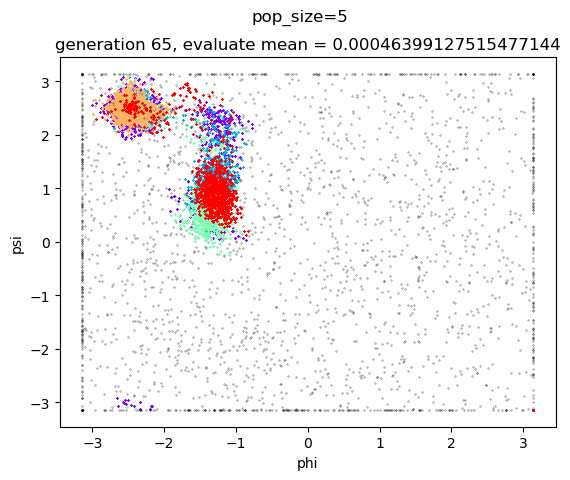 pop_size=5
generation 65, evaluate mean = 0.00046399127515477144
3
2
1
0
−1
−2
−3
psi
−3 −2 −1 0 1 2 3
phi